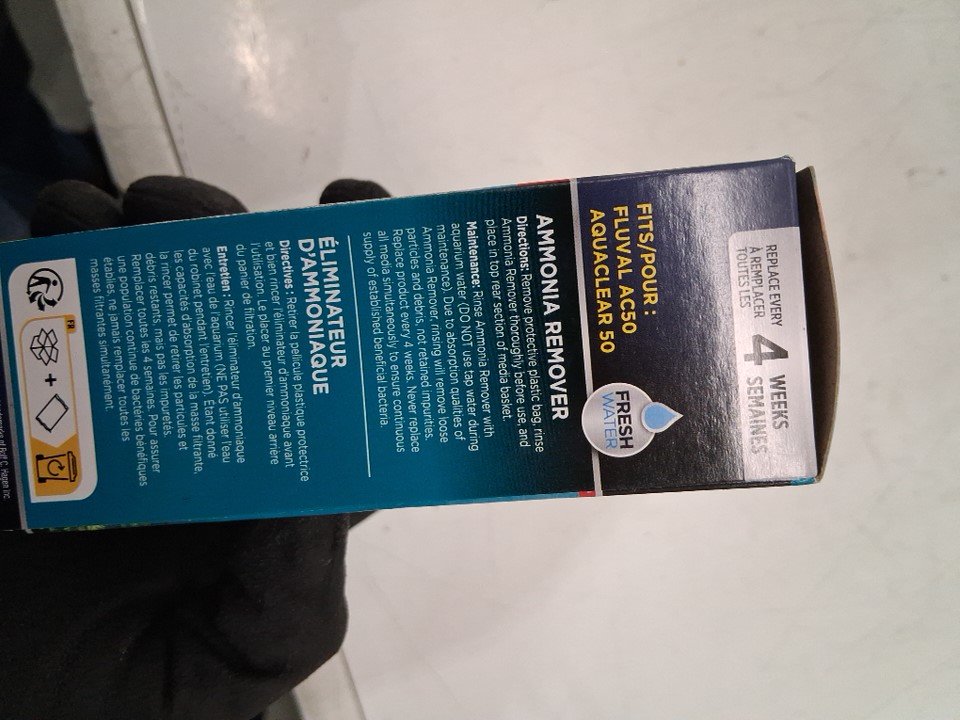 REPLACE EVERY
À REMPLACER
TOUTES LES
4 WEEKS
SEMAINES
FITS/POUR :
FLUVAL AC50
AQUACLEAR 50
FRESH
WATER
AMMONIA REMOVER
Directions: Remove protective plastic bag, rinse
Ammonia Remover thoroughly before use, and
place in top rear section of media basket.
Maintenance: Rinse Ammonia Remover with
aquarium water (DO NOT use tap water during
maintenance). Due to absorption qualities of
Ammonia Remover, rinsing will remove loose
particles and debris, not retained impurities.
Replace product every 4 weeks. Never replace
all media simultaneously to ensure continuous
supply of established beneficial bacteria.
ÉLIMINATEUR
D'AMMONIAQUE
Directives : Retirer la pellicule plastique protectrice
et bien rincer l'éliminateur d'ammoniaque avant
l'utilisation. Le placer au premier niveau arrière
du panier de filtration.
Entretien : Rincer l'éliminateur d'ammoniaque
avec l'eau de l'aquarium (NE PAS utiliser l'eau
du robinet pendant l'entretien). Étant donné
les capacités d'absorption de la masse filtrante,
la rincer permet de retirer les particules et
débris restants, mais pas les impuretés.
Remplacer toutes les 4 semaines. Pour assurer
une population continue de bactéries bénéfiques
établies, ne jamais remplacer toutes les
masses filtrantes simultanément.
FR
+
of Rolf C. Hagen Inc.